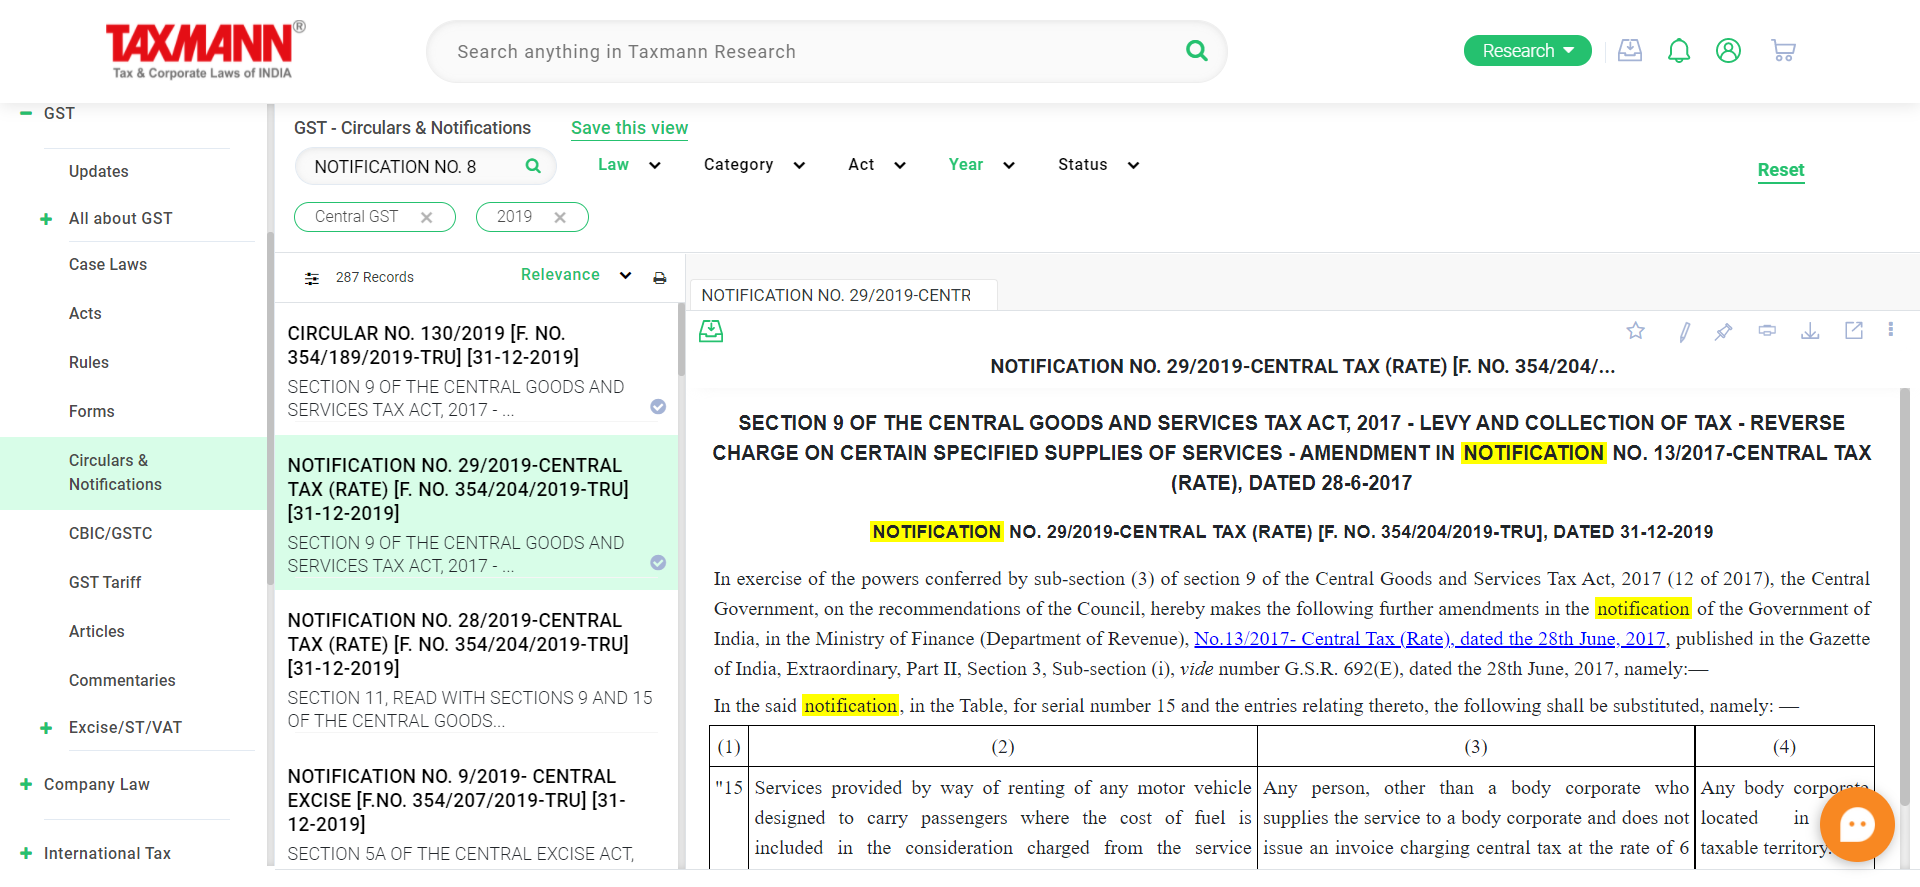 TAXMANN®
Tax & Corporate Laws of INDIA
Search anything in Taxmann Research
Research
GST
Updates
All about GST
Case Laws
Acts
Rules
Forms
Circulars &
Notifications
CBIC/GSTC
GST Tariff
Articles
Commentaries
Excise/ST/VAT
Company Law
International Tax
GST - Circulars & Notifications
Save this view
NOTIFICATION NO. 8
Law
Category
Act
Year
Status
Reset
Central GST
2019
287 Records
Relevance
CIRCULAR NO. 130/2019 [F. NO.
354/189/2019-TRU] [31-12-2019]
SECTION 9 OF THE CENTRAL GOODS AND
SERVICES TAX ACT, 2017 - ...
NOTIFICATION NO. 29/2019-CENTRAL
TAX (RATE) [F. NO. 354/204/2019-TRU]
[31-12-2019]
SECTION 9 OF THE CENTRAL GOODS AND
SERVICES TAX ACT, 2017 - ...
NOTIFICATION NO. 28/2019-CENTRAL
TAX (RATE) [F. NO. 354/204/2019-TRU]
[31-12-2019]
SECTION 11, READ WITH SECTIONS 9 AND 15
OF THE CENTRAL GOODS...
NOTIFICATION NO. 9/2019- CENTRAL
EXCISE [F.NO. 354/207/2019-TRU] [31-
12-2019]
SECTION 5A OF THE CENTRAL EXCISE ACT,
NOTIFICATION NO. 29/2019-CENTR
NOTIFICATION NO. 29/2019-CENTRAL TAX (RATE) [F. NO. 354/204/...
SECTION 9 OF THE CENTRAL GOODS AND SERVICES TAX ACT, 2017 - LEVY AND COLLECTION OF TAX - REVERSE
CHARGE ON CERTAIN SPECIFIED SUPPLIES OF SERVICES - AMENDMENT IN NOTIFICATION NO. 13/2017-CENTRAL TAX
(RATE), DATED 28-6-2017
NOTIFICATION NO. 29/2019-CENTRAL TAX (RATE) [F. NO. 354/204/2019-TRU], DATED 31-12-2019
In exercise of the powers conferred by sub-section (3) of section 9 of the Central Goods and Services Tax Act, 2017 (12 of 2017), the Central
Government, on the recommendations of the Council, hereby makes the following further amendments in the notification of the Government of
India, in the Ministry of Finance (Department of Revenue), No.13/2017- Central Tax (Rate), dated the 28th June, 2017, published in the Gazette
of India, Extraordinary, Part II, Section 3, Sub-section (i), vide number G.S.R. 692(E), dated the 28th June, 2017, namely:—
In the said notification, in the Table, for serial number 15 and the entries relating thereto, the following shall be substituted, namely: —
(1) (2) (3) (4)
"15 Services provided by way of renting of any motor vehicle Any person, other than a body corporate who Any body corporate
designed to carry passengers where the cost of fuel is supplies the service to a body corporate and does not located in
included in the consideration charged from the service issue an invoice charging central tax at the rate of 6 taxable territory.